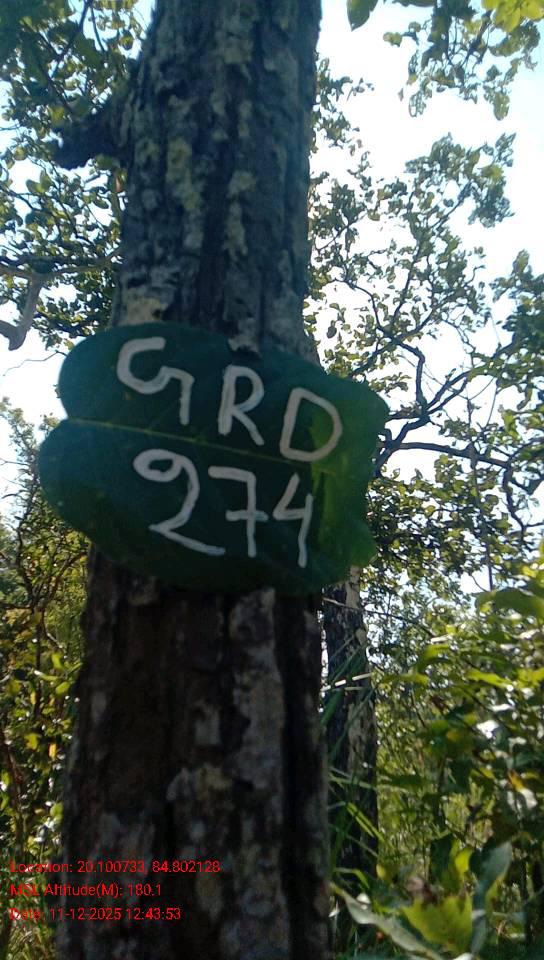 GRD
274
Location: 20.100733, 84.802128
MSL Altitude(M): 180.1
Date: 11-12-2025 12:43:53